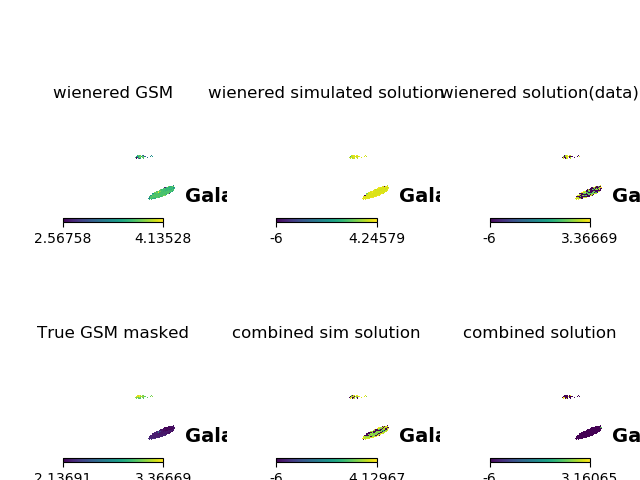 wienered GSM wienered simulated solution wienered solution(data)
Gala Gala Ga
2.56758 4.13528 -6 4.24579 -6 3.36669
True GSM masked combined sim solution combined solution
Gala Gala Ga
2.13691 3.36669 -6 4.12967 -6 3.16065